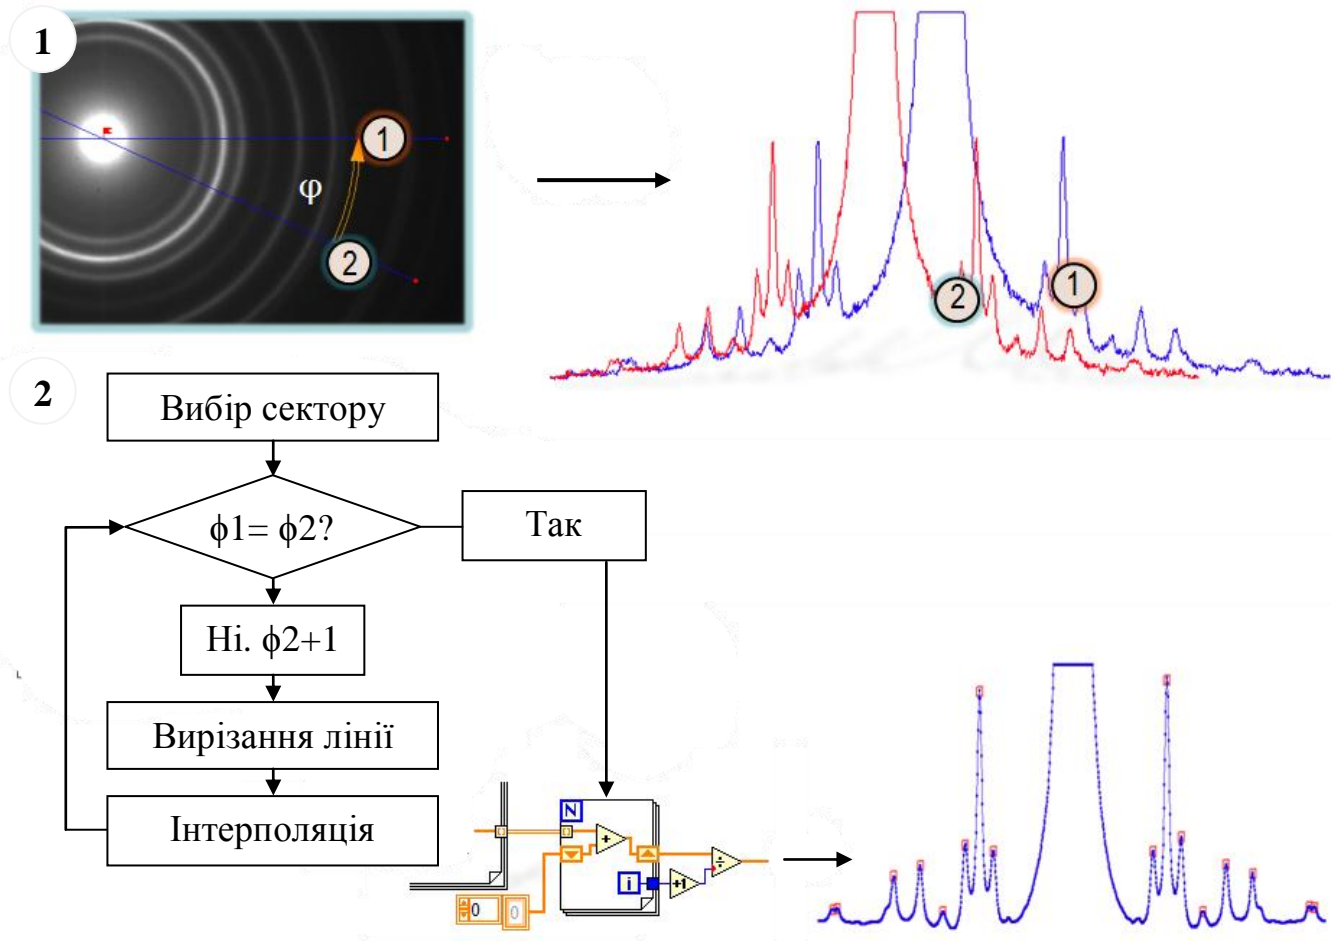 1
1
φ
2
2
1
2
Вибір сектору
ϕ1= ϕ2?
Так
Ні. ϕ2+1
Вирізання лінії
Інтерполяція
N
+
÷
i
+1
0
0